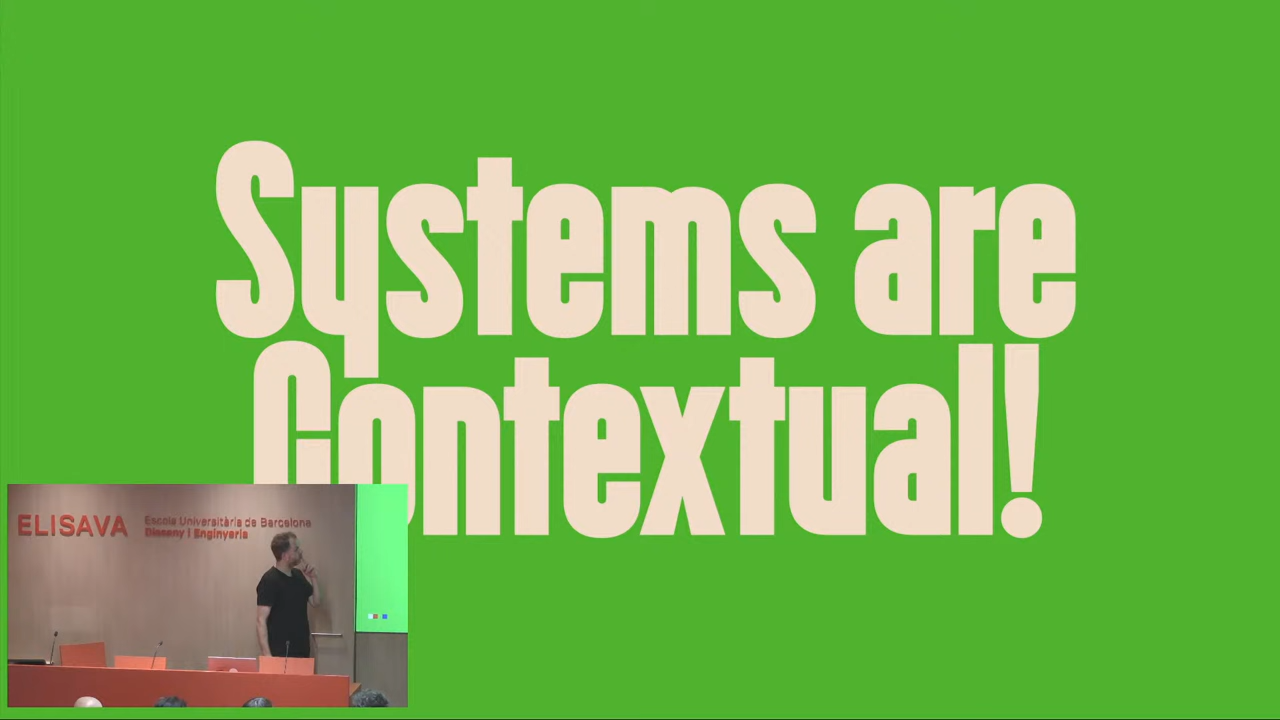 Systems are
Contextual!
ELISAVA
Escola Universitària de Barcelona
Disseny i Enginyeria